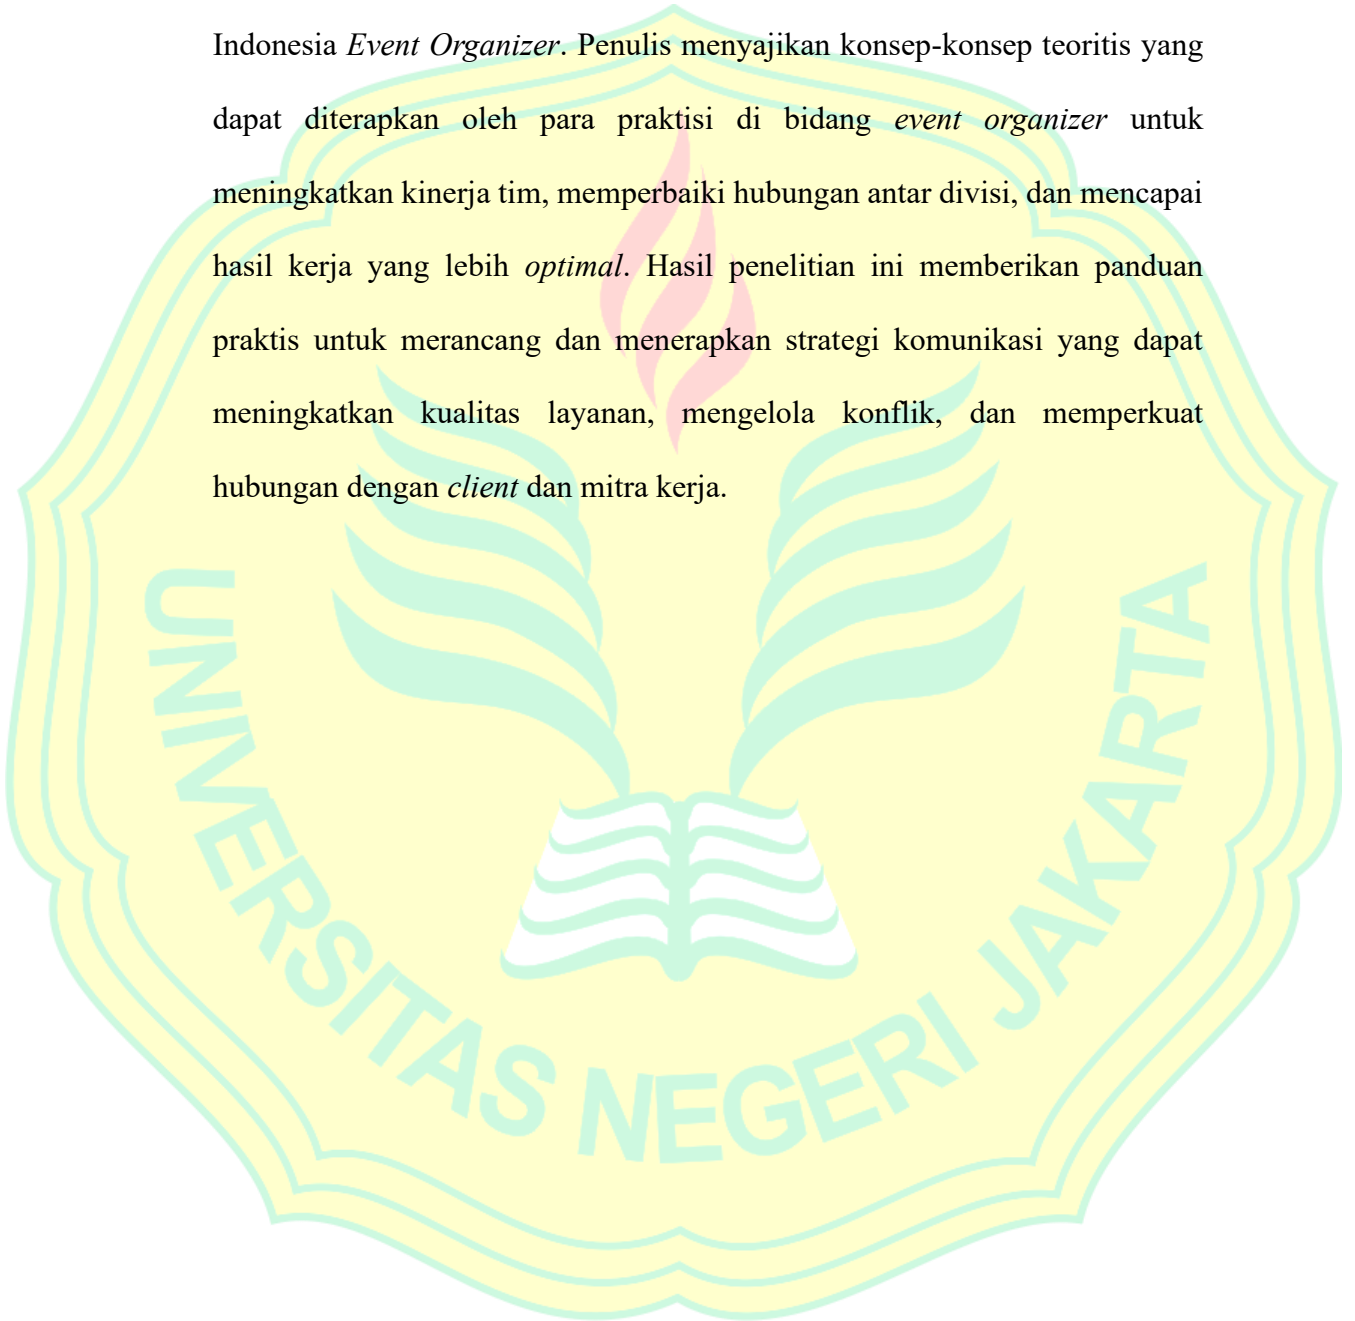 Indonesia Event Organizer. Penulis menyajikan konsep-konsep teoritis yang
dapat diterapkan oleh para praktisi di bidang event organizer untuk
meningkatkan kinerja tim, memperbaiki hubungan antar divisi, dan mencapai
hasil kerja yang lebih optimal. Hasil penelitian ini memberikan panduan
praktis untuk merancang dan menerapkan strategi komunikasi yang dapat
meningkatkan kualitas layanan, mengelola konflik, dan memperkuat
hubungan dengan client dan mitra kerja.
UNIVERSITAS NEGERI JAKARTA